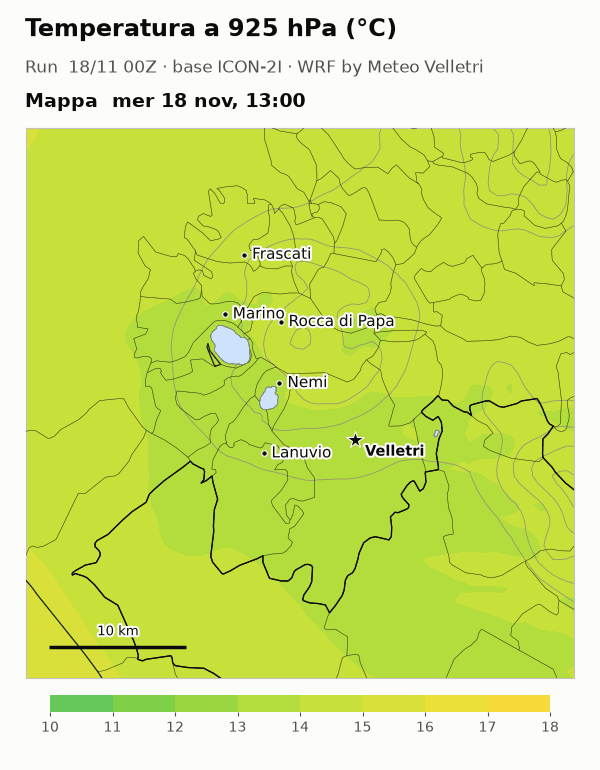 Temperatura a 925 hPa (°C)
Run  18/11 00Z · base ICON-2I · WRF by Meteo Velletri
Mappa  mer 18 nov, 13:00
Frascati
Marino
Rocca di Papa
Nemi
Velletri
Lanuvio
10 km
10 11 12 13 14 15 16 17 18